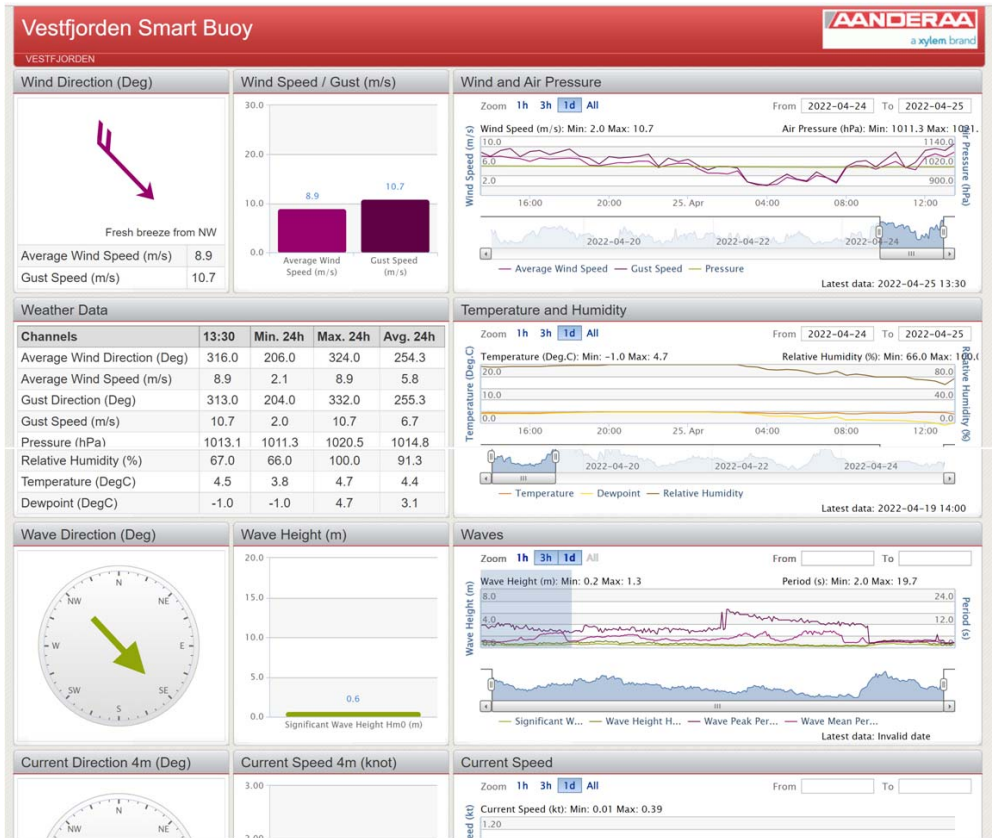 Vestfjorden Smart Buoy
AANDERAA
a xylem brand
VESTFJORDEN
Wind Direction (Deg)
Fresh breeze from NW
Average Wind Speed (m/s) 8.9
Gust Speed (m/s) 10.7
Wind Speed / Gust (m/s)
30.0
20.0
10.0
0.0
8.9
10.7
Average Wind
Speed (m/s)
Gust Speed
(m/s)
Wind and Air Pressure
Zoom 1h 3h 1d All
From 2022-04-24 To 2022-04-25
Wind Speed (m/s): Min: 2.0 Max: 10.7
Air Pressure (hPa): Min: 1011.3 Max:
Wind Speed (m/s)
10.0
6.0
2.0
1140.0
1020.0
900.0
Air Pressure (hPa)
16:00 20:00 25. Apr 04:00 08:00 12:00
2022-04-20 2022-04-22 2022-04-24
Average Wind Speed Gust Speed Pressure
Latest data: 2022-04-25 13:30
Weather Data
Channels 13:30 Min. 24h Max. 24h Avg. 24h
Average Wind Direction (Deg) 316.0 206.0 324.0 254.3
Average Wind Speed (m/s) 8.9 2.1 8.9 5.8
Gust Direction (Deg) 313.0 204.0 332.0 255.3
Gust Speed (m/s) 10.7 2.0 10.7 6.7
Pressure (hPa) 1013.1 1011.3 1020.5 1014.8
Relative Humidity (%) 67.0 66.0 100.0 91.3
Temperature (DegC) 4.5 3.8 4.7 4.4
Dewpoint (DegC) -1.0 -1.0 4.7 3.1
Temperature and Humidity
Zoom 1h 3h 1d All
From 2022-04-24 To 2022-04-25
Temperature (Deg.C): Min: -1.0 Max: 4.7
Relative Humidity (%): Min: 66.0 Max: 100.0
Temperature (Deg.C)
20.0
10.0
0.0
80.0
40.0
0.0
Relative Humidity (%)
16:00 20:00 25. Apr 04:00 08:00 12:00
2022-04-20 2022-04-22 2022-04-24
Temperature Dewpoint Relative Humidity
Latest data: 2022-04-19 14:00
Wave Direction (Deg)
N
NE
E
SE
S
SW
W
NW
Wave Height (m)
20.0
15.0
10.0
5.0
0.0
0.6
Significant Wave Height Hm0 (m)
Waves
Zoom 1h 3h 1d All
From To
Wave Height (m): Min: 0.2 Max: 1.3
Period (s): Min: 2.0 Max: 19.7
Wave Height (m)
8.0
4.0
0.0
24.0
12.0
0.0
Period (s)
Significant W... Wave Height H... Wave Peak Per... Wave Mean Per...
Latest data: Invalid date
Current Direction 4m (Deg)
N
NW
NE
Current Speed 4m (knot)
3.00
Current Speed
Zoom 1h 3h 1d All
From To
Current Speed (kt): Min: 0.01 Max: 0.39
1.20